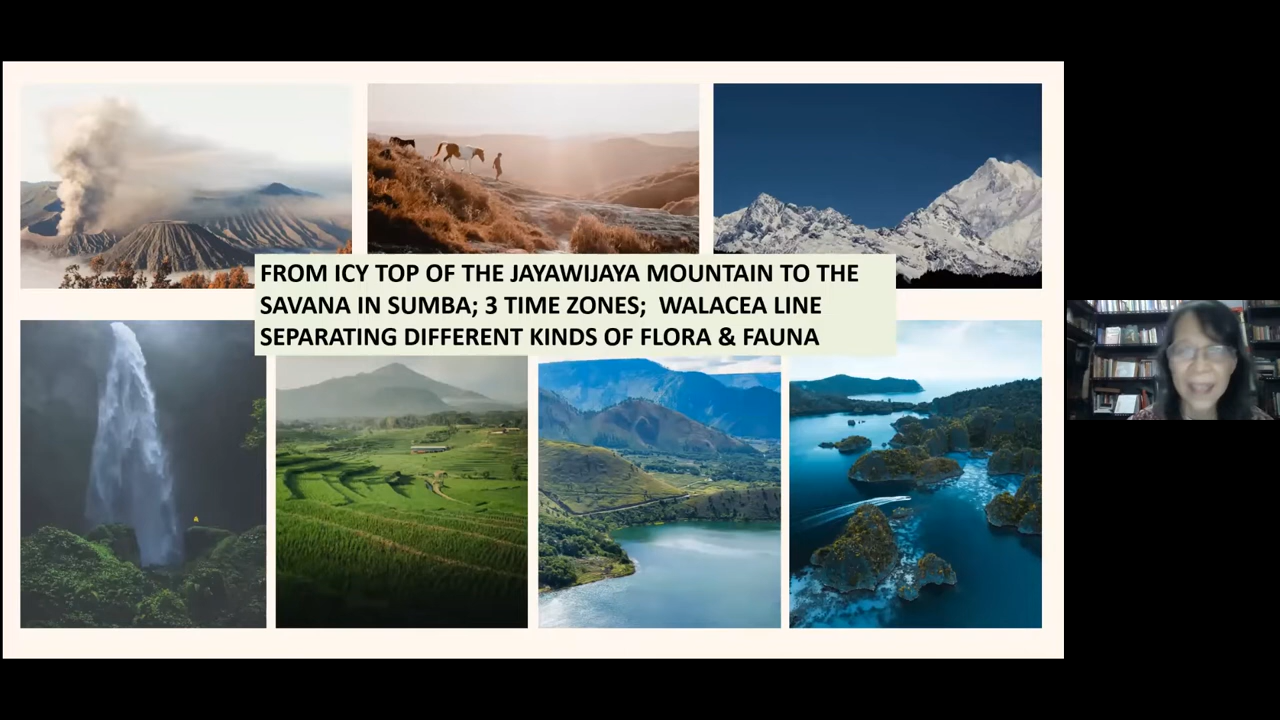 FROM ICY TOP OF THE JAYAWIJAYA MOUNTAIN TO THE
SAVANA IN SUMBA; 3 TIME ZONES; WALACEA LINE
SEPARATING DIFFERENT KINDS OF FLORA & FAUNA